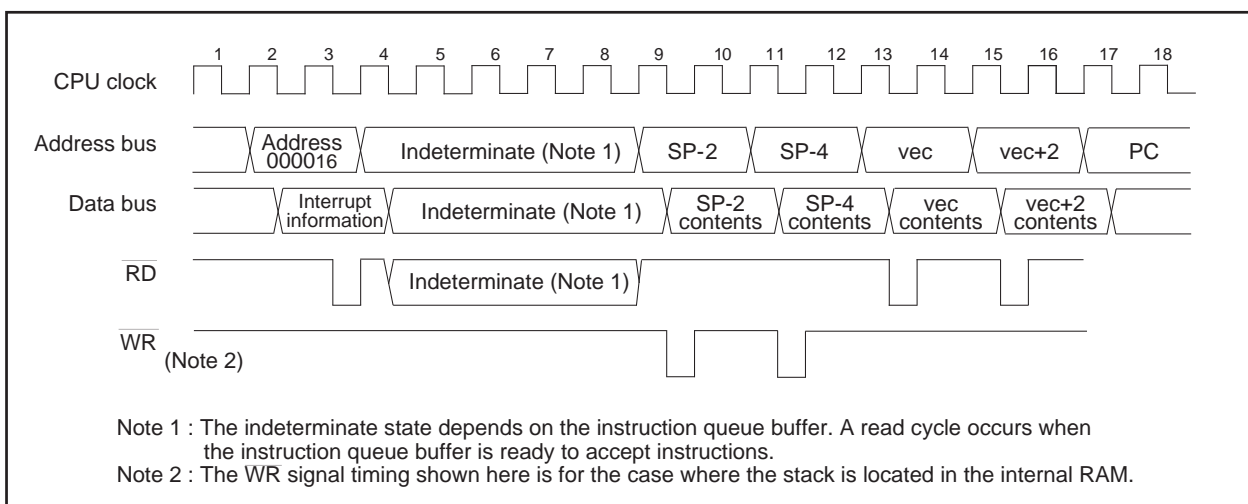 1 2 3 4 5 6 7 8 9 10 11 12 13 14 15 16 17 18
CPU clock
Address bus
Address
000016
Indeterminate (Note 1)
SP-2
SP-4
vec
vec+2
PC
Data bus
Interrupt
information
Indeterminate (Note 1)
SP-2
contents
SP-4
contents
vec
contents
vec+2
contents
RD
Indeterminate (Note 1)
WR
(Note 2)
Note 1 : The indeterminate state depends on the instruction queue buffer. A read cycle occurs when
the instruction queue buffer is ready to accept instructions.
Note 2 : The WR signal timing shown here is for the case where the stack is located in the internal RAM.